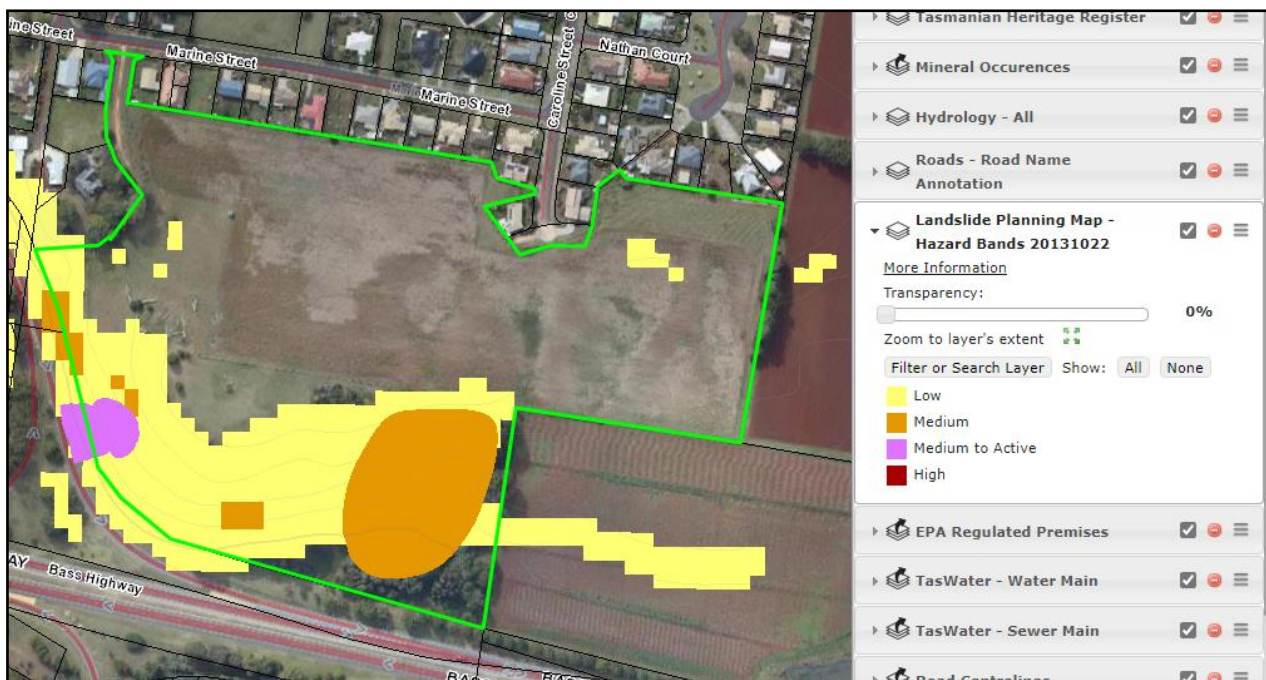 ine Street
Marine Street
Marine Street
Caroline Street
Nathan Court
AY
Bass Highway
BAS
Tasmanian Heritage Register
Mineral Occurences
Hydrology - All
Roads - Road Name
Annotation
Landslide Planning Map -
Hazard Bands 20131022
More Information
Transparency:
0%
Zoom to layer's extent
Filter or Search Layer Show: All None
Low
Medium
Medium to Active
High
EPA Regulated Premises
TasWater - Water Main
TasWater - Sewer Main
Road Centrelines